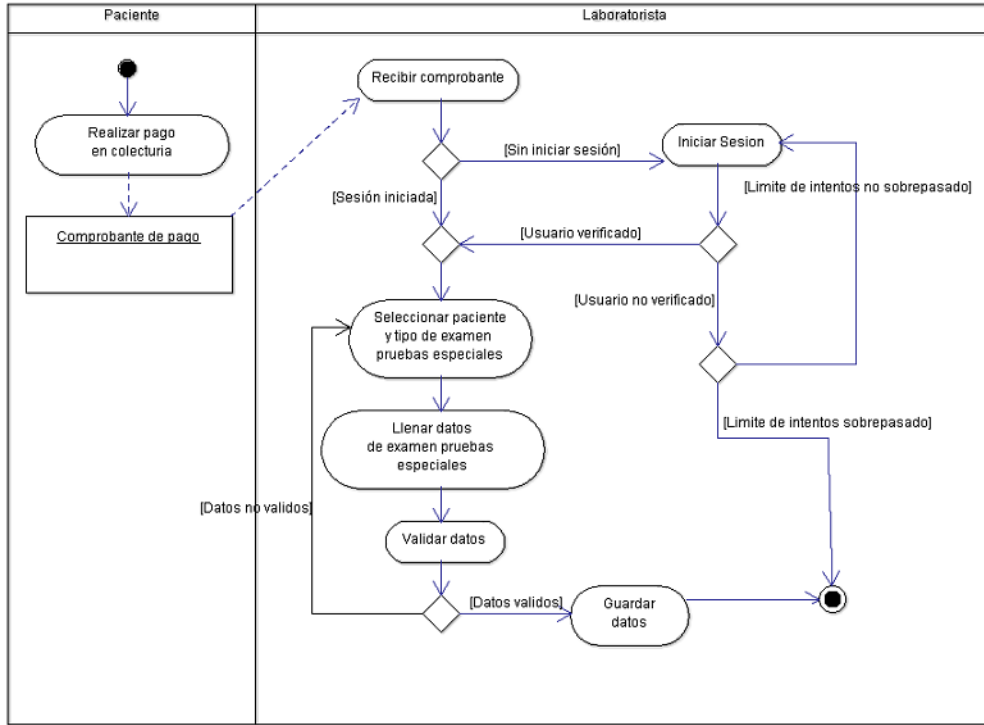 Paciente
Laboratorista
Recibir comprobante
Realizar pago
en colecturia
[Sin iniciar sesión]
Iniciar Sesion
[Limite de intentos no sobrepasado]
[Sesión iniciada]
Comprobante de pago
[Usuario verificado]
[Usuario no verificado]
Seleccionar paciente
y tipo de examen
pruebas especiales
Llenar datos
de examen pruebas
especiales
[Limite de intentos sobrepasado]
[Datos no validos]
Validar datos
[Datos validos]
Guardar
datos